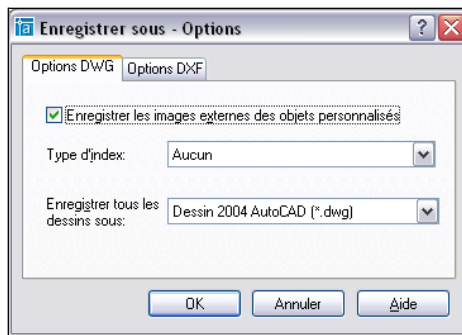 Enregistrer sous - Options
Options DWG
Options DXF
Enregistrer les images externes des objets personnalisés
Type d'index:
Aucun
Enregistrer tous les
dessins sous:
Dessin 2004 AutoCAD (*.dwg)
OK
Annuler
Aide